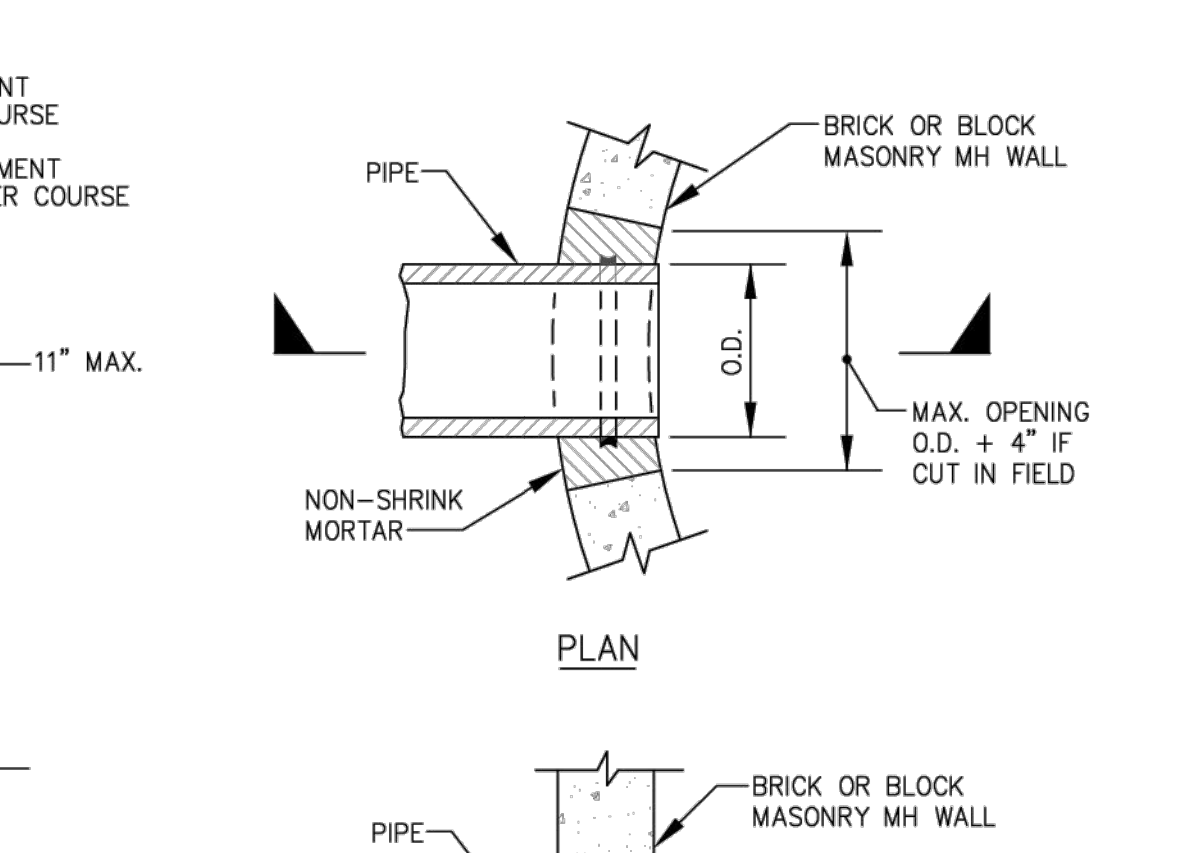 NT
URSE
MENT
ER COURSE
11” MAX.
BRICK OR BLOCK
MASONRY MH WALL
PIPE
O.D.
MAX. OPENING
O.D. + 4” IF
CUT IN FIELD
NON-SHRINK
MORTAR
PLAN
BRICK OR BLOCK
MASONRY MH WALL
PIPE